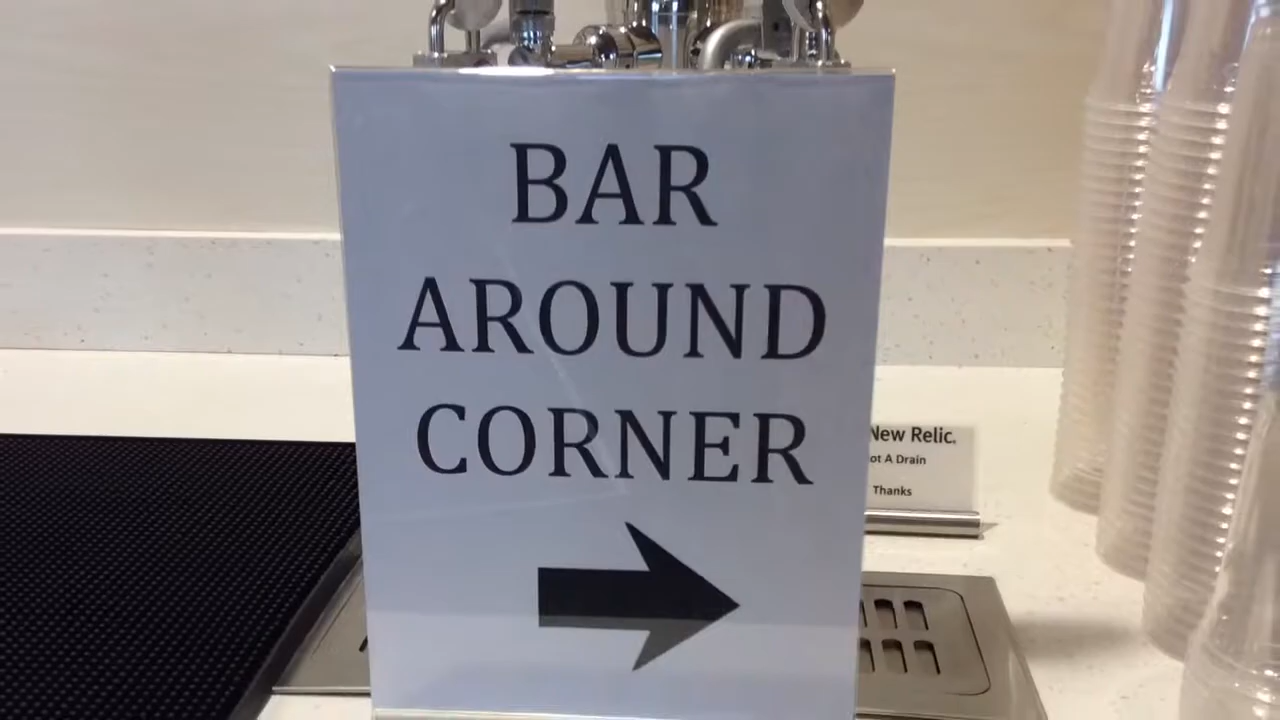 BAR
AROUND
CORNER
New Relic.
ot A Drain
Thanks